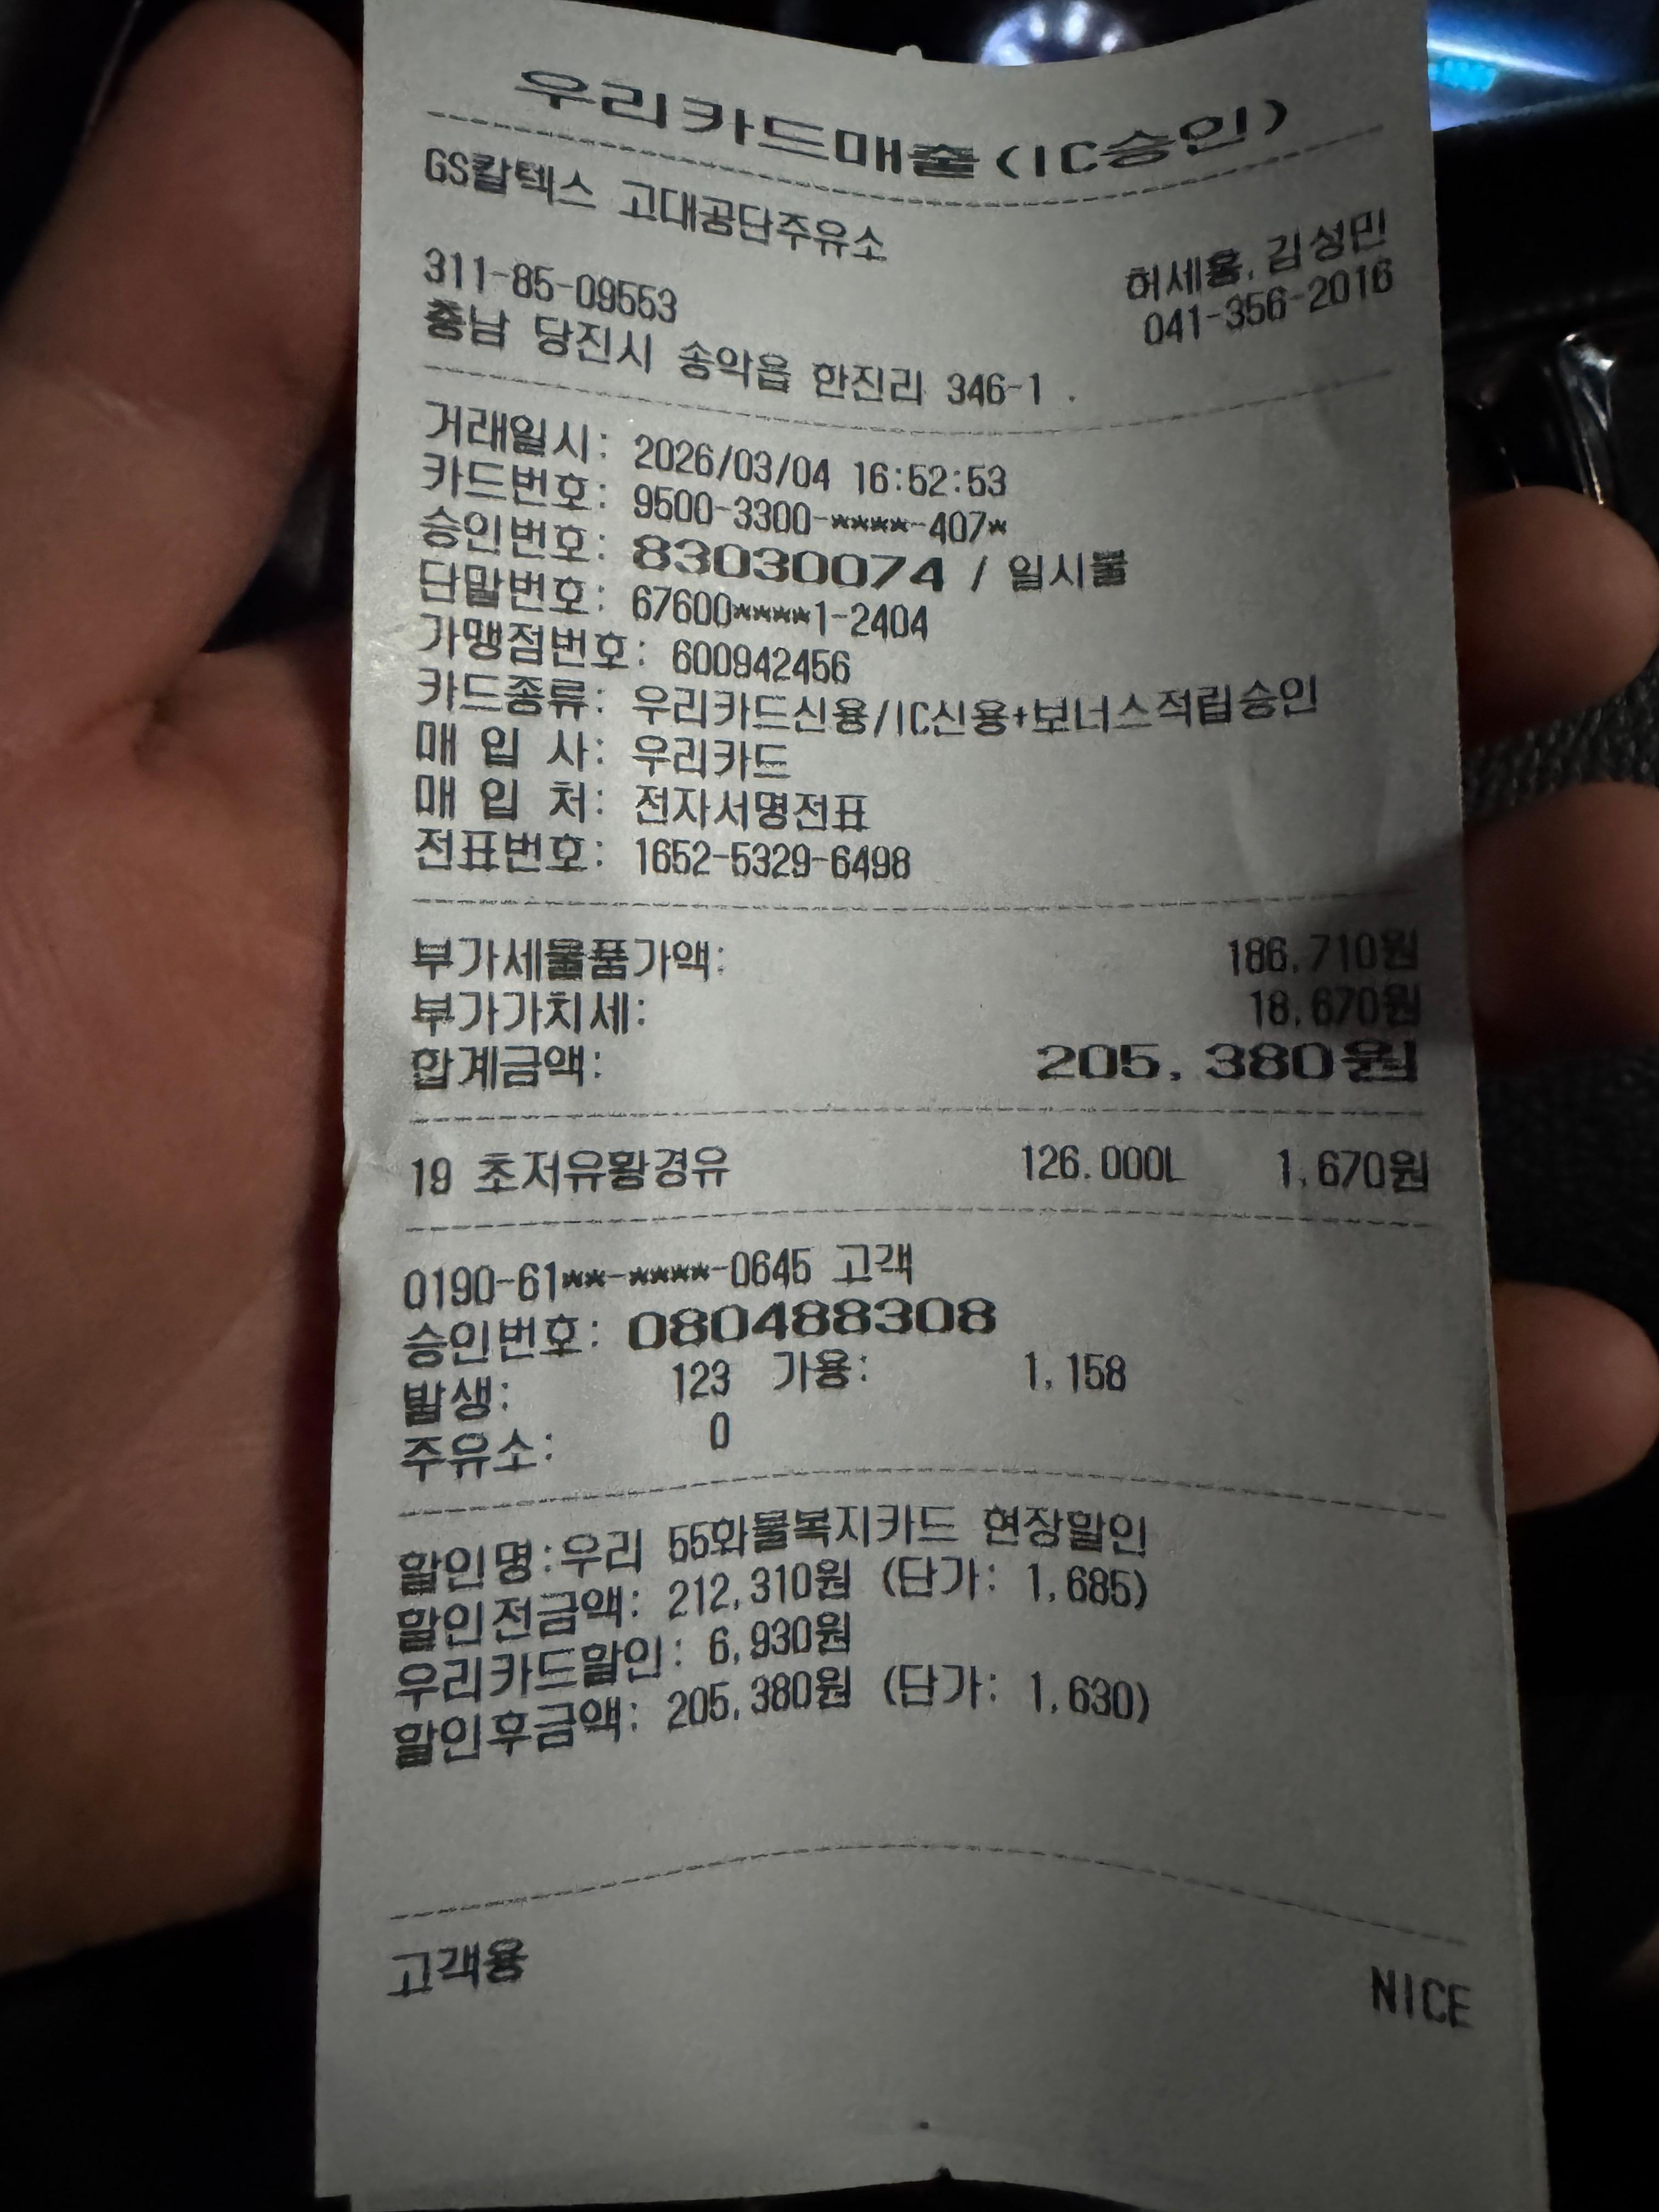 우리카드매출(IC승인)
GS칼텍스 고대공단주유소
311-85-09553 허세용,김성민
충남 당진시 송악읍 한진리 346-1 . 041-356-2016
거래일시: 2026/03/04 16:52:53
카드번호: 9500-3300-****-407*
승인번호: 83030074 / 일시불
단말번호: 67600****1-2404
가맹점번호: 600942456
카드종류: 우리카드신용/IC신용+보너스적립승인
매 입 사: 우리카드
매 입 처: 전자서명전표
전표번호: 1652-5329-6498
부가세물품가액: 186,710원
부가가치세: 18,670원
합계금액: 205,380원
19 초저유황경유 126.000L 1,670원
0190-61**-****-0645 고객
승인번호: 080488308
발생: 123 가용: 1,158
주유소: 0
할인명:우리 55화물복지카드 현장할인
할인전금액: 212,310원 (단가: 1,685)
우리카드할인: 6,930원
할인후금액: 205,380원 (단가: 1,630)
고객용 NICE